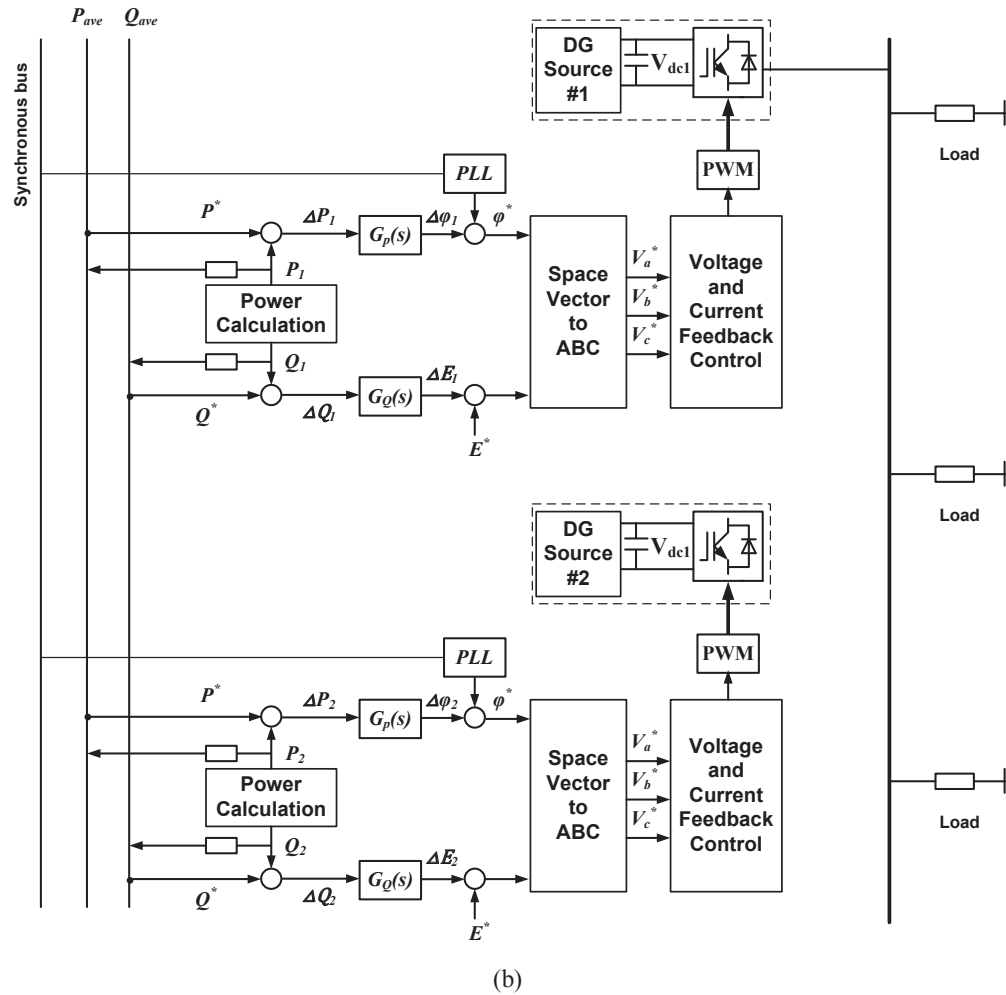 P_ave Q_ave
Synchronous bus
DG
Source
#1
V_dc1
PWM
Load
PLL
P* ΔP_1 G_p(s) Δφ_1 φ*
P_1
Power
Calculation
Q_1
Q* ΔQ_1 G_Q(s) ΔE_1
E*
Space
Vector
to
ABC
V_a*
V_b*
V_c*
Voltage
and
Current
Feedback
Control
Load
DG
Source
#2
V_dc1
PWM
PLL
P* ΔP_2 G_p(s) Δφ_2 φ*
P_2
Power
Calculation
Q_2
Q* ΔQ_2 G_Q(s) ΔE_2
E*
Space
Vector
to
ABC
V_a*
V_b*
V_c*
Voltage
and
Current
Feedback
Control
Load
(b)